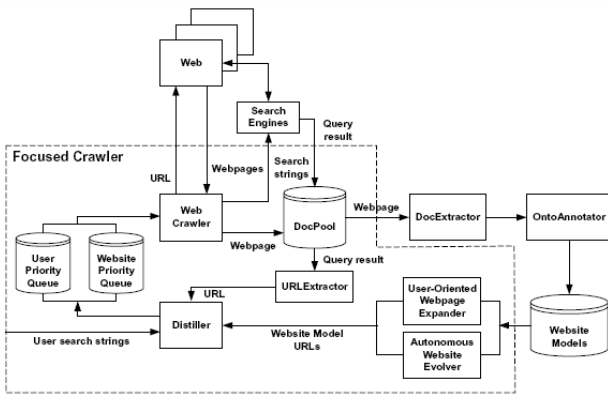 Web
Search
Engines
Query
result
Focused Crawler
URL
Webpages
Search
strings
Web
Crawler
Webpage
DocPool
Webpage
DocExtractor
OntoAnnotator
User
Priority
Queue
Website
Priority
Queue
Query result
URL
URLExtractor
User-Oriented
Webpage
Expander
Distiller
Website Model
URLs
User search strings
Autonomous
Website
Evolver
Website
Models